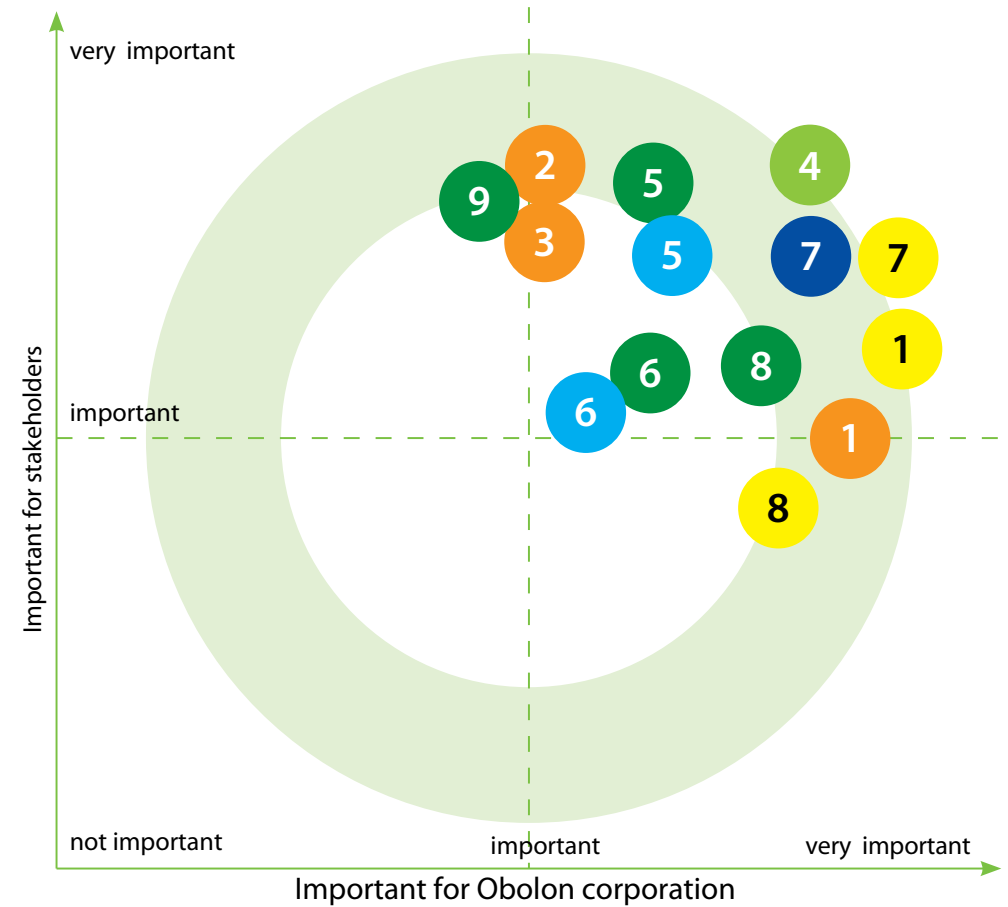 very important
2
5
4
9
3
5
7
7
1
6
8
important
6
1
8
Important for stakeholders
not important
important
very important
Important for Obolon corporation